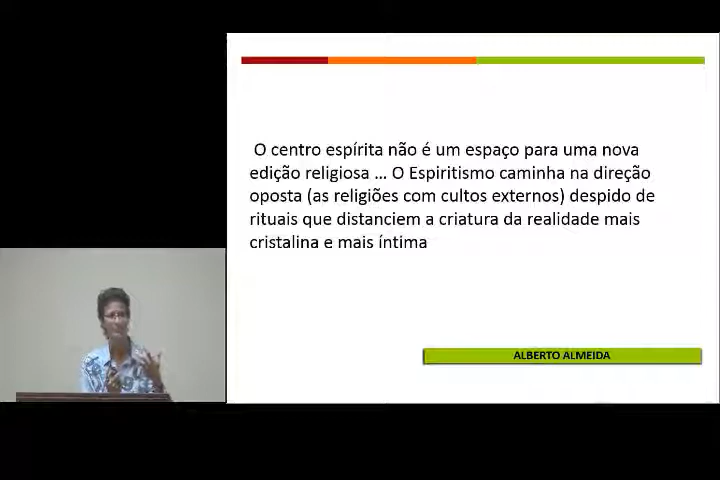 O centro espírita não é um espaço para uma nova
edição religiosa ... O Espiritismo caminha na direção
oposta (as religiões com cultos externos) despido de
rituais que distanciem a criatura da realidade mais
cristalina e mais íntima
ALBERTO ALMEIDA